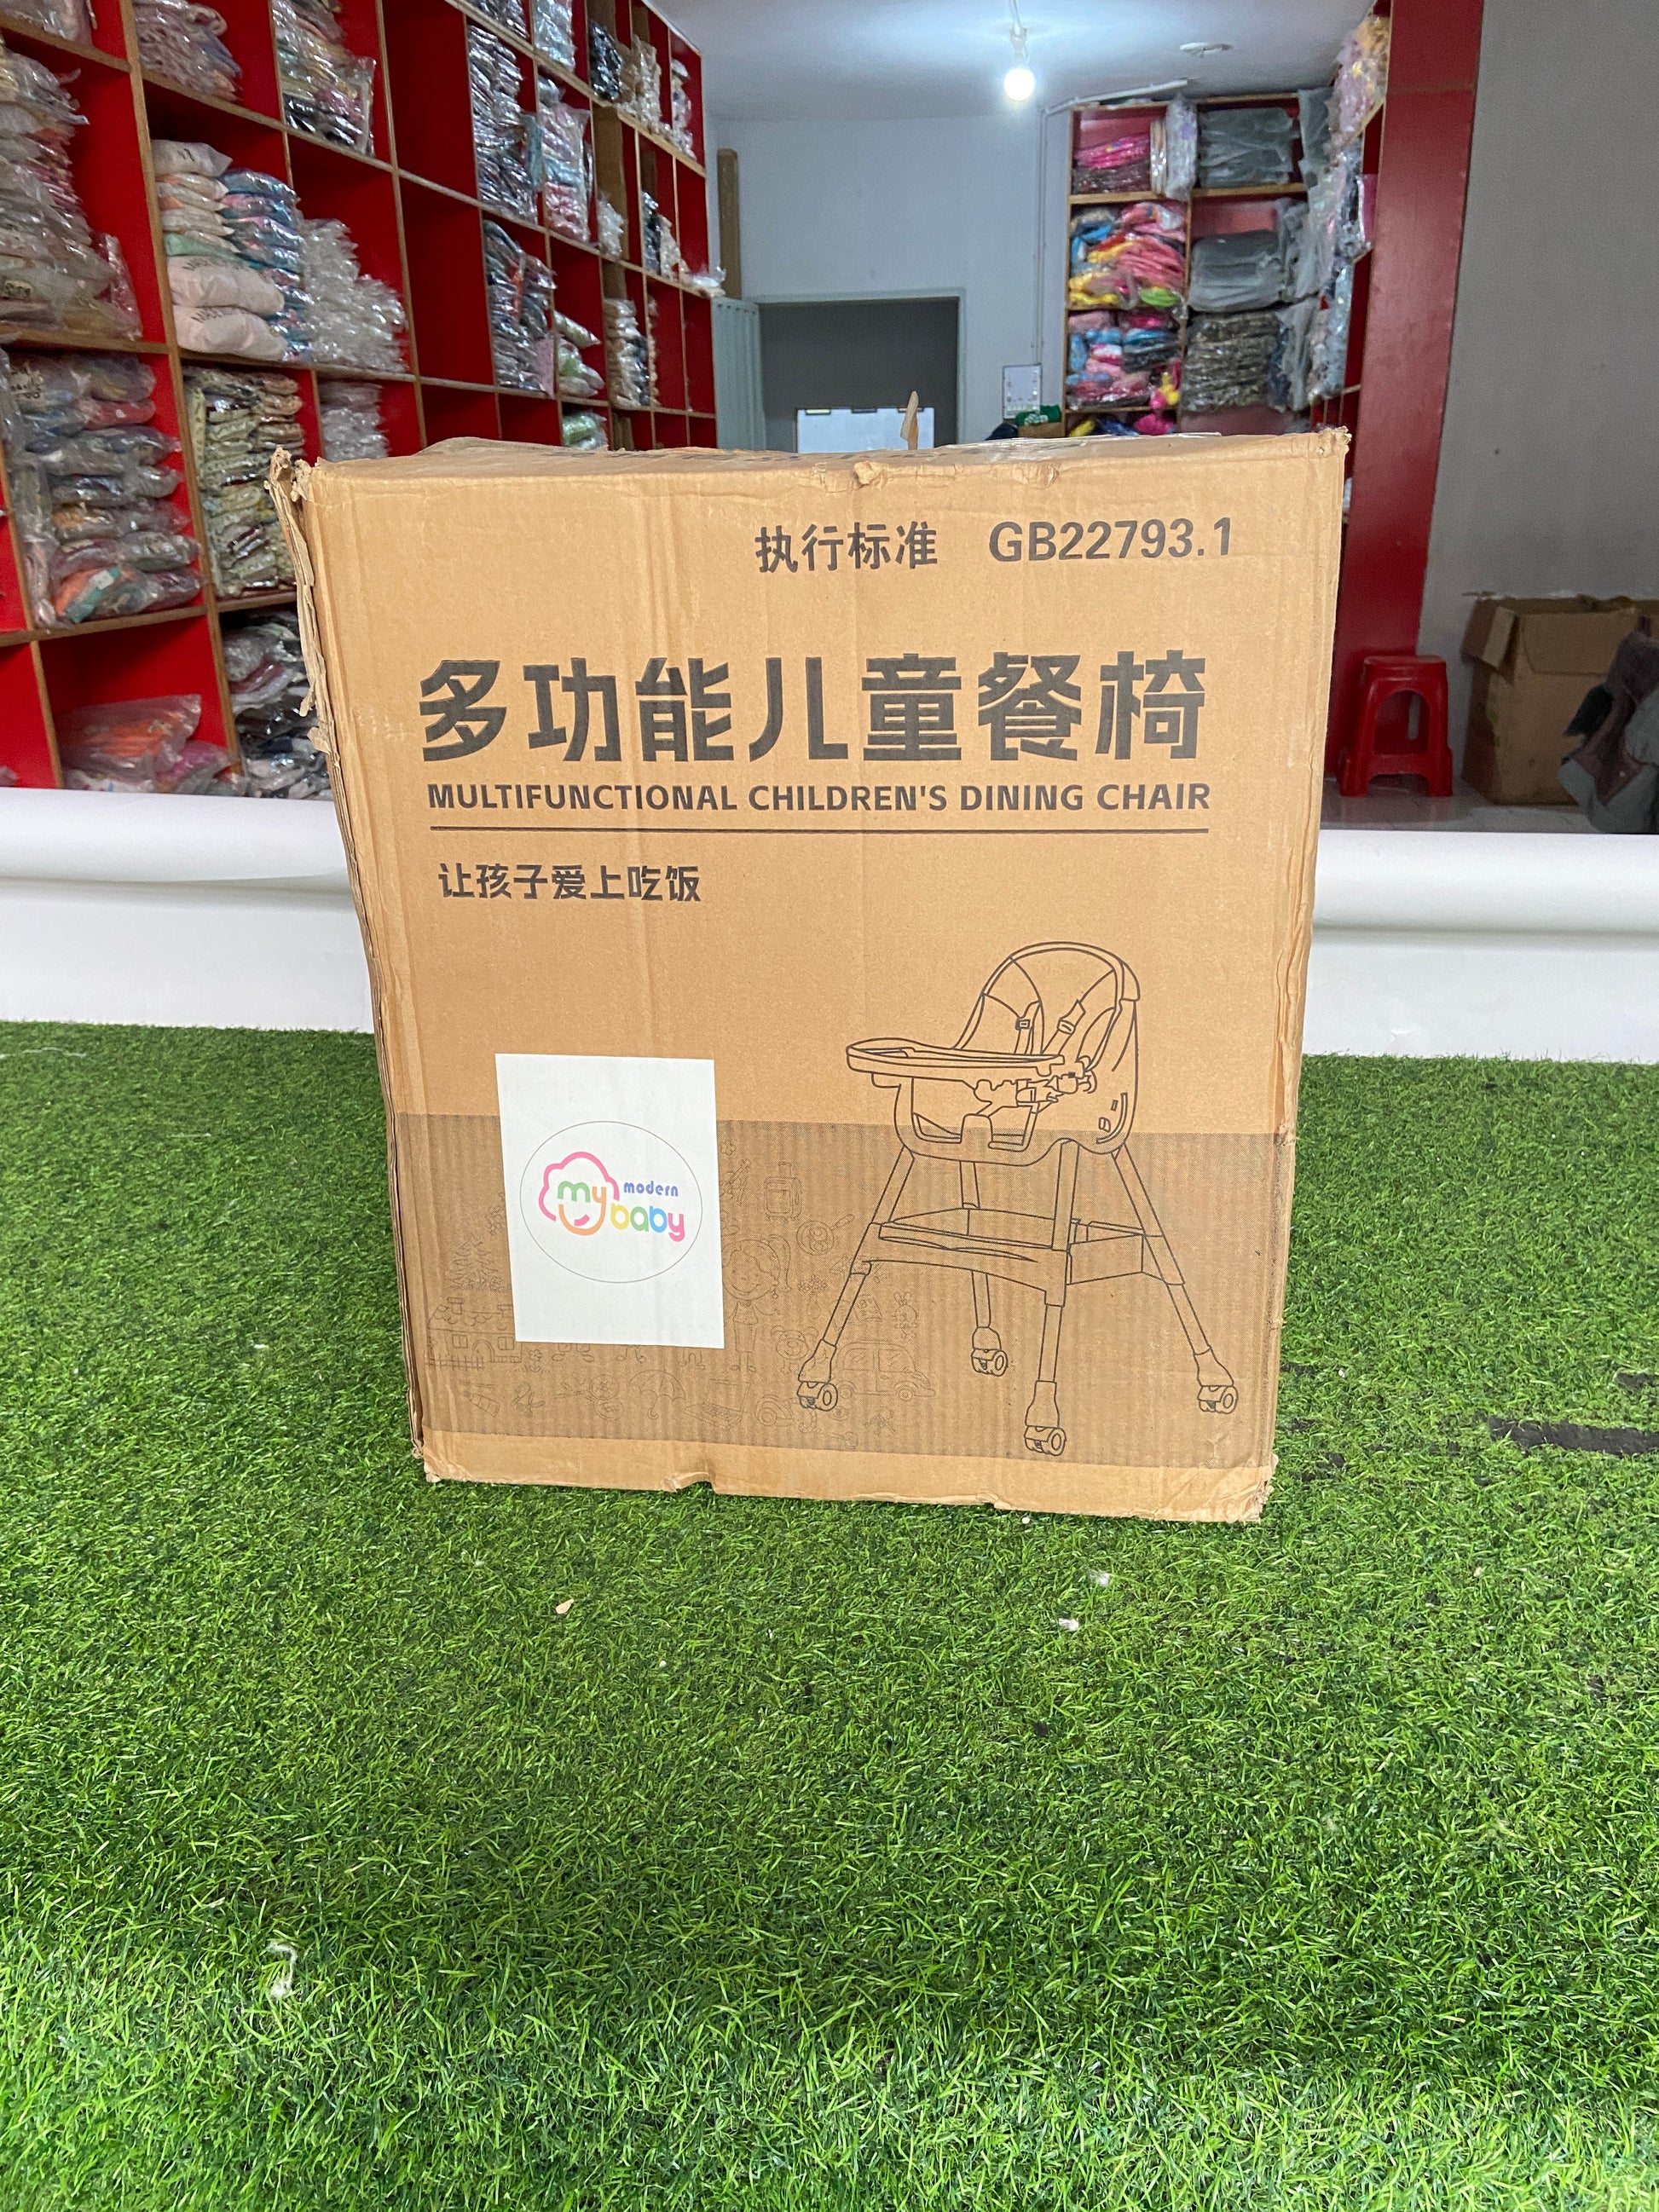 执行标准 GB22793.1
多功能儿童餐椅
MULTIFUNCTIONAL CHILDREN'S DINING CHAIR
让孩子爱上吃饭
my modern
baby